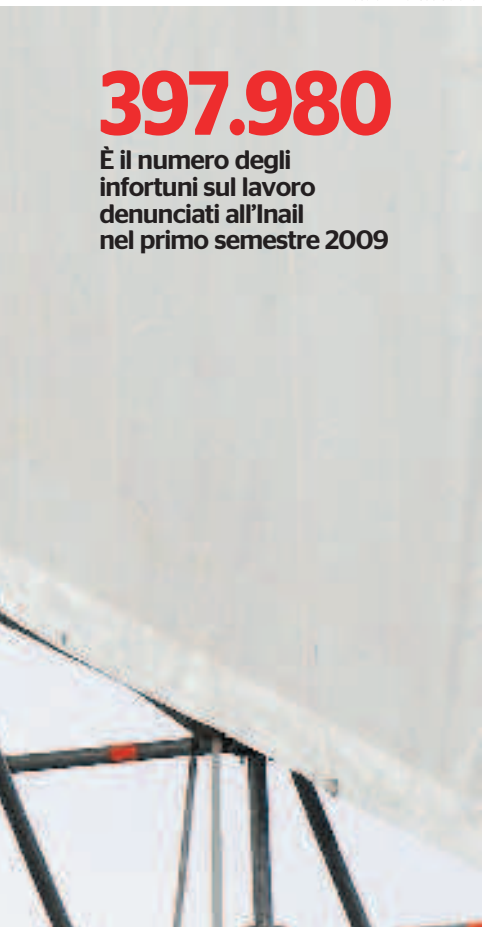 397.980
È il numero degli
infortuni sul lavoro
denunciati all'Inail
nel primo semestre 2009